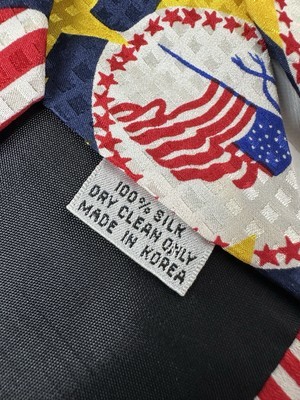 100% SILK
DRY CLEAN ONLY
MADE IN KOREA